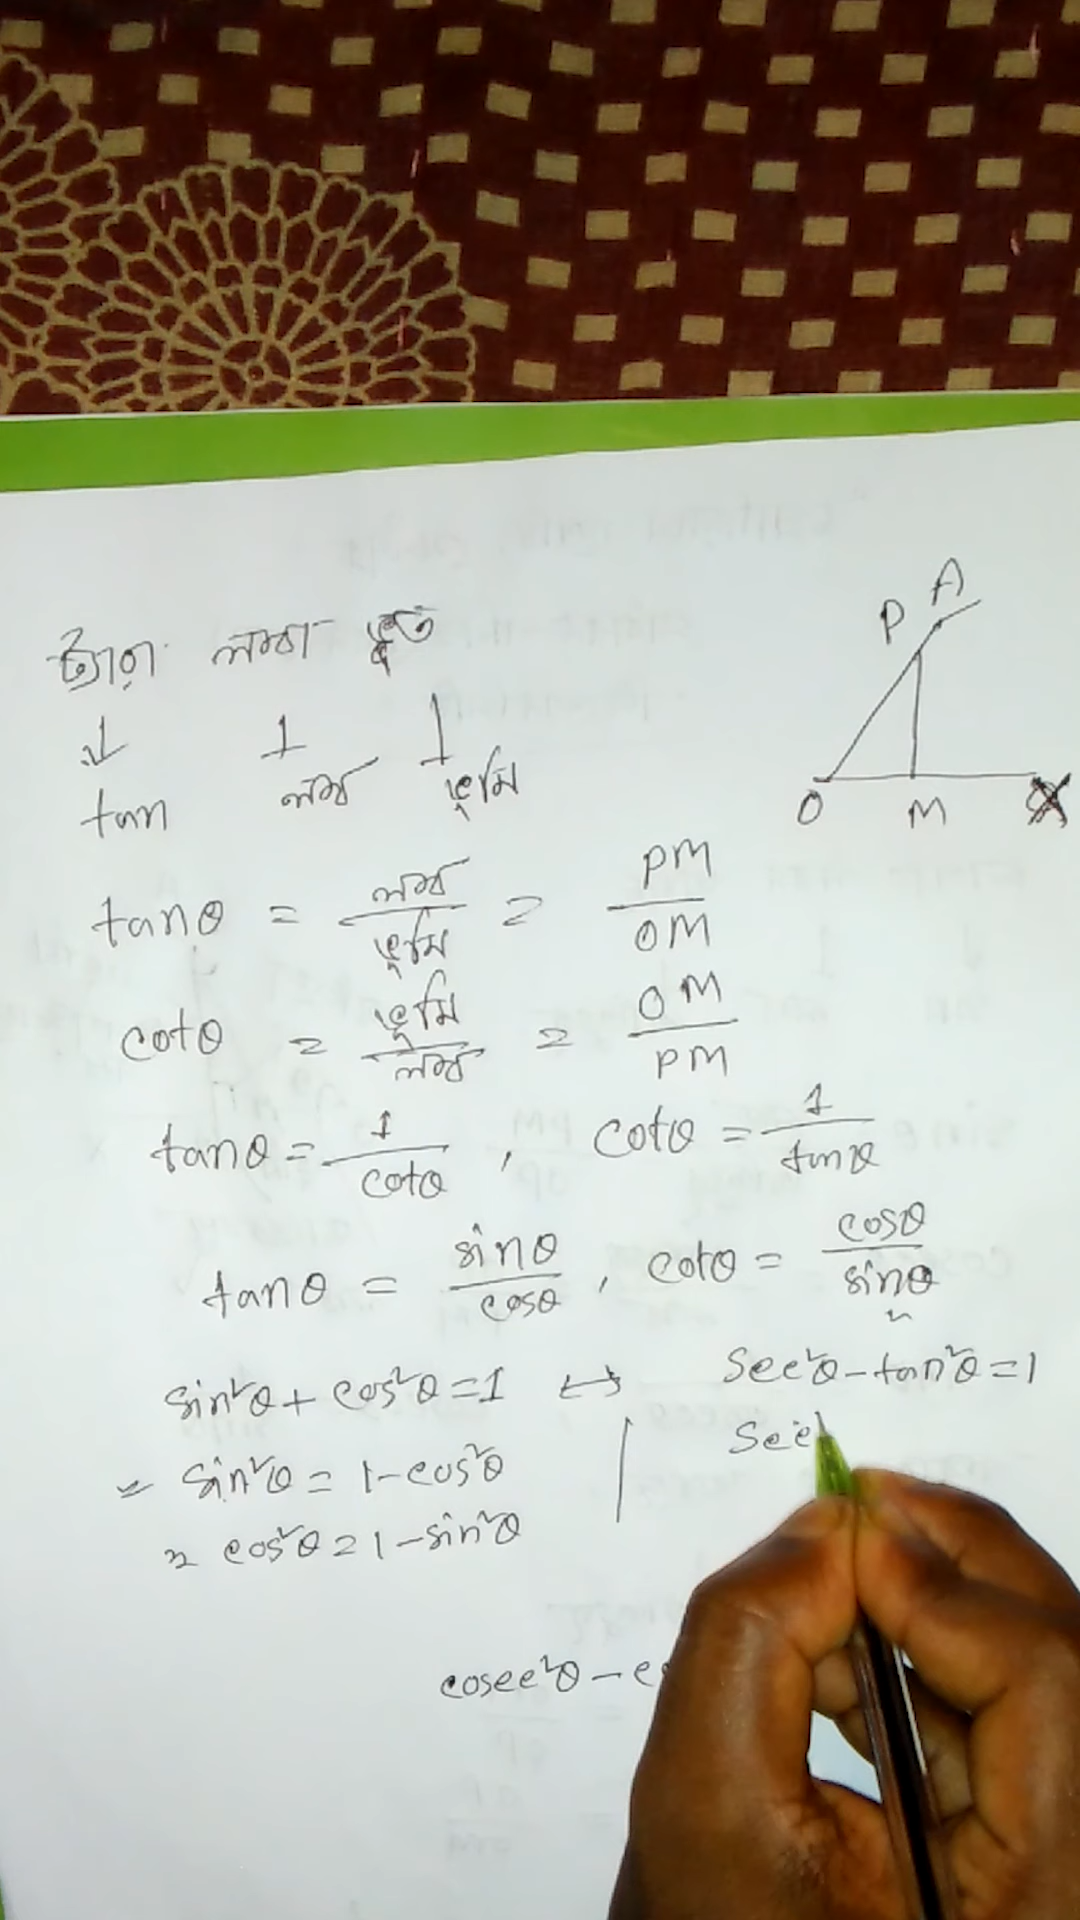 ট্যারা লম্বা ভূতি
↓ ↓ ↓
tan লম্ব ভূমি
A
P
O M X
tanθ = লম্ব/ভূমি = PM/OM
cotθ = ভূমি/লম্ব = OM/PM
tanθ = 1/cotθ, cotθ = 1/tanθ
tanθ = sinθ/cosθ, cotθ = cosθ/sinθ
sin²θ + cos²θ = 1 ↔ Sec²θ – tan²θ = 1
= sin²θ = 1 – cos²θ Sec
= cos²θ = 1 – sin²θ
cosec²θ – c